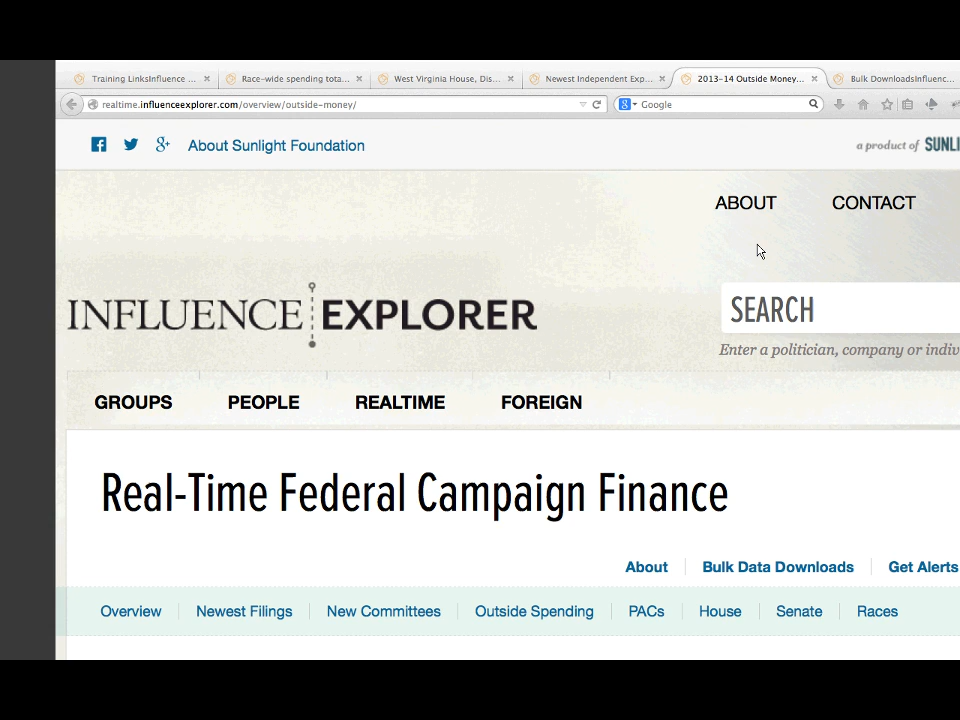 Training LinksInfluence ... Race-wide spending tota... West Virginia House, Dis... Newest Independent Exp... 2013-14 Outside Money... Bulk DownloadsInfluenc...
realtime.influenceexplorer.com/overview/outside-money/ Google
About Sunlight Foundation a product of SUNLI
ABOUT CONTACT
INFLUENCE EXPLORER
SEARCH
Enter a politician, company or indiv
GROUPS PEOPLE REALTIME FOREIGN
Real-Time Federal Campaign Finance
About Bulk Data Downloads Get Alerts
Overview Newest Filings New Committees Outside Spending PACs House Senate Races